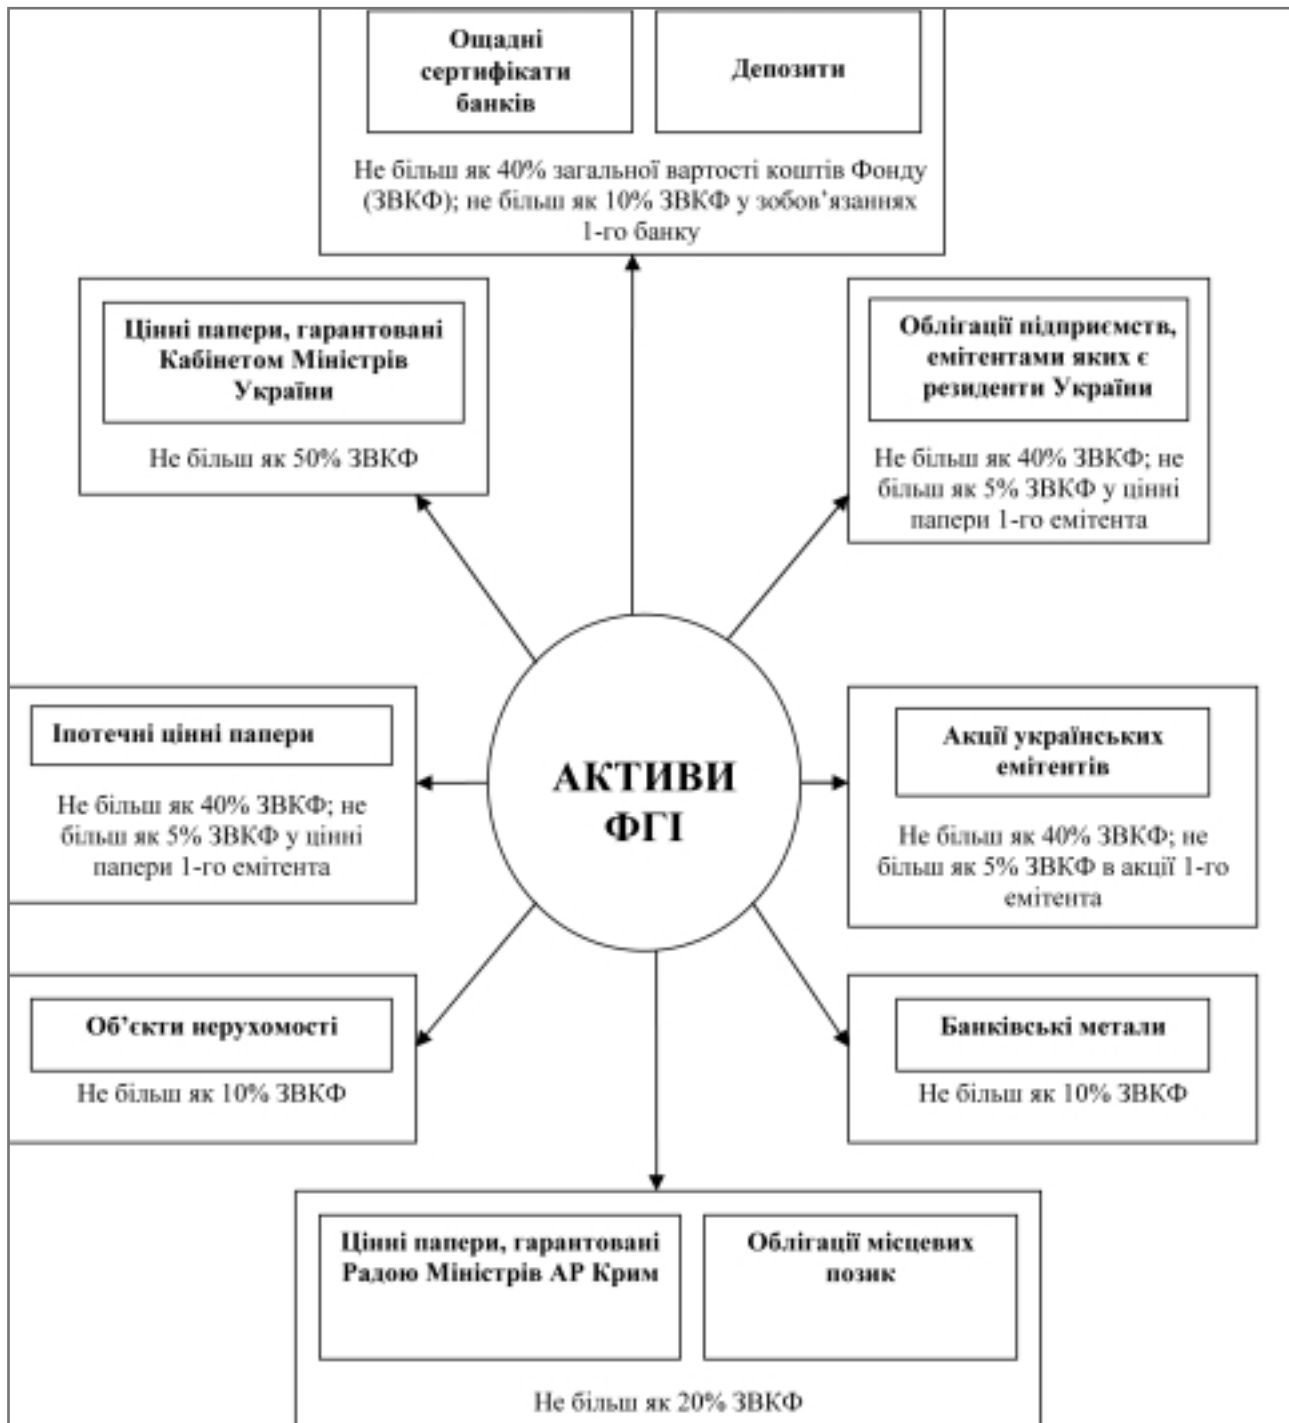 Ощадні
сертифікати
банків
Депозити
Не більш як 40% загальної вартості коштів Фонду
(ЗВКФ); не більш як 10% ЗВКФ у зобов’язаннях
1-го банку
Цінні папери, гарантовані
Кабінетом Міністрів
України
Не більш як 50% ЗВКФ
Облігації підприємств,
емітентами яких є
резиденти України
Не більш як 40% ЗВКФ; не
більш як 5% ЗВКФ у цінні
папери 1-го емітента
Іпотечні цінні папери
Не більш як 40% ЗВКФ; не
більш як 5% ЗВКФ у цінні
папери 1-го емітента
АКТИВИ
ФГІ
Акції українських
емітентів
Не більш як 40% ЗВКФ; не
більш як 5% ЗВКФ в акції 1-го
емітента
Об’єкти нерухомості
Не більш як 10% ЗВКФ
Банківські метали
Не більш як 10% ЗВКФ
Цінні папери, гарантовані
Радою Міністрів АР Крим
Облігації місцевих
позик
Не більш як 20% ЗВКФ